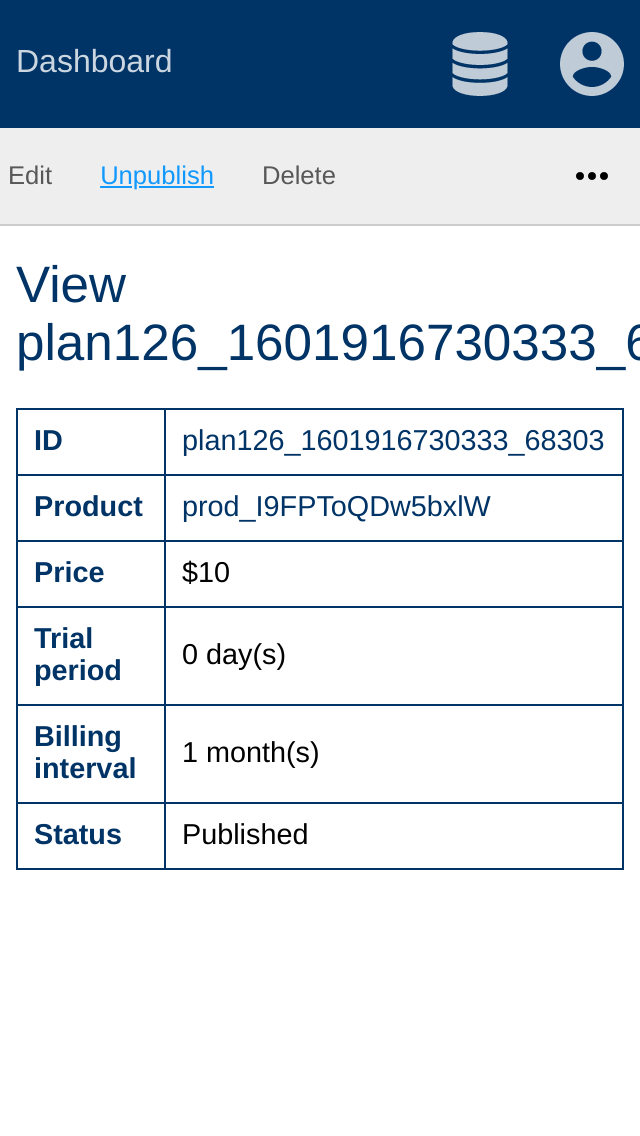 Dashboard
Edit Unpublish Delete •••
View
plan126_1601916730333_6
ID plan126_1601916730333_68303
Product prod_I9FPToQDw5bxlW
Price $10
Trial
period
0 day(s)
Billing
interval
1 month(s)
Status Published